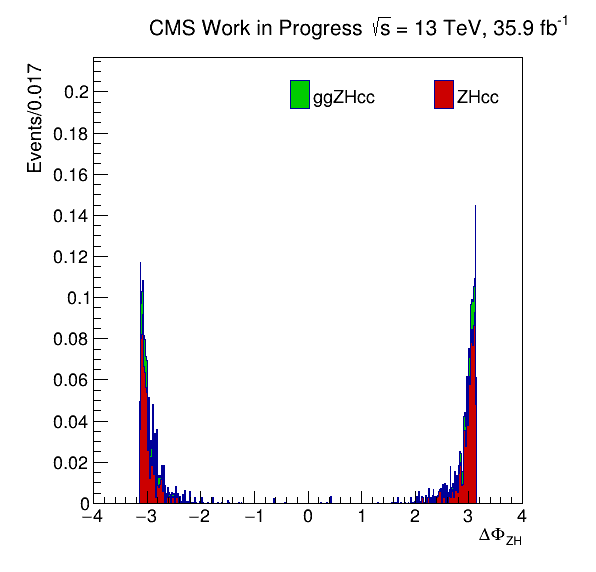 CMS Work in Progress √s = 13 TeV, 35.9 fb⁻¹
Events/0.017
ggZHcc ZHcc
0.2
0.18
0.16
0.14
0.12
0.1
0.08
0.06
0.04
0.02
0
−4 −3 −2 −1 0 1 2 3 4
ΔΦ_ZH